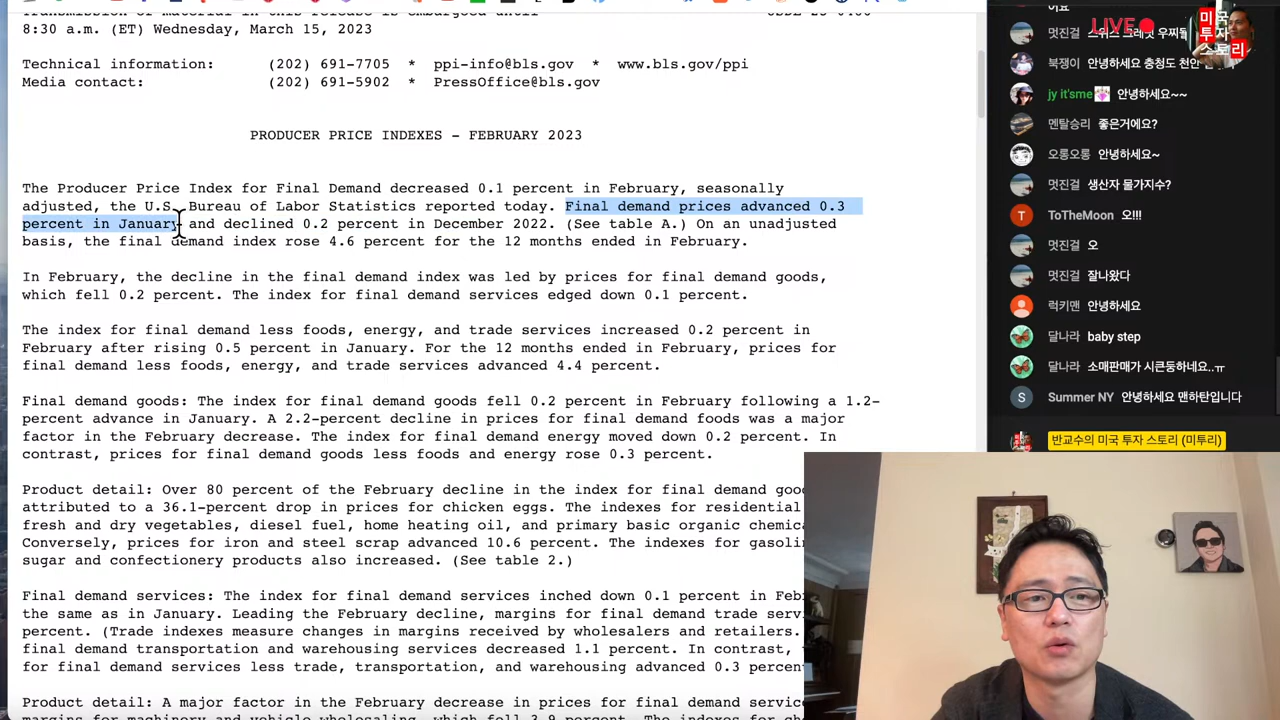 8:30 a.m. (ET) Wednesday, March 15, 2023
Technical information: (202) 691-7705 * ppi-info@bls.gov * www.bls.gov/ppi
Media contact: (202) 691-5902 * PressOffice@bls.gov
PRODUCER PRICE INDEXES - FEBRUARY 2023
The Producer Price Index for Final Demand decreased 0.1 percent in February, seasonally
adjusted, the U.S. Bureau of Labor Statistics reported today. Final demand prices advanced 0.3
percent in January and declined 0.2 percent in December 2022. (See table A.) On an unadjusted
basis, the final demand index rose 4.6 percent for the 12 months ended in February.
In February, the decline in the final demand index was led by prices for final demand goods,
which fell 0.2 percent. The index for final demand services edged down 0.1 percent.
The index for final demand less foods, energy, and trade services increased 0.2 percent in
February after rising 0.5 percent in January. For the 12 months ended in February, prices for
final demand less foods, energy, and trade services advanced 4.4 percent.
Final demand goods: The index for final demand goods fell 0.2 percent in February following a 1.2-
percent advance in January. A 2.2-percent decline in prices for final demand foods was a major
factor in the February decrease. The index for final demand energy moved down 0.2 percent. In
contrast, prices for final demand goods less foods and energy rose 0.3 percent.
Product detail: Over 80 percent of the February decline in the index for final demand goo
attributed to a 36.1-percent drop in prices for chicken eggs. The indexes for residential
fresh and dry vegetables, diesel fuel, home heating oil, and primary basic organic chemica
Conversely, prices for iron and steel scrap advanced 10.6 percent. The indexes for gasoli
sugar and confectionery products also increased. (See table 2.)
Final demand services: The index for final demand services inched down 0.1 percent in Feb
the same as in January. Leading the February decline, margins for final demand trade serv
percent. (Trade indexes measure changes in margins received by wholesalers and retailers.
final demand transportation and warehousing services decreased 1.1 percent. In contrast,
for final demand services less trade, transportation, and warehousing advanced 0.3 percen
Product detail: A major factor in the February decrease in prices for final demand servic
LIVE
미국
투자
스토리
멋진걸
북쟁이 안녕하세요 충청도 천안
jy it'sme 안녕하세요~~
멘탈승리 좋은거에요?
오롱오롱 안녕하세요~
멋진걸 생산자 물가지수?
ToTheMoon 오!!!
멋진걸 오
멋진걸 잘나왔다
럭키맨 안녕하세요
달나라 baby step
달나라 소매판매가 시큰둥하네요..ㅠ
Summer NY 안녕하세요 맨하탄입니다
반교수의 미국 투자 스토리 (미투리)